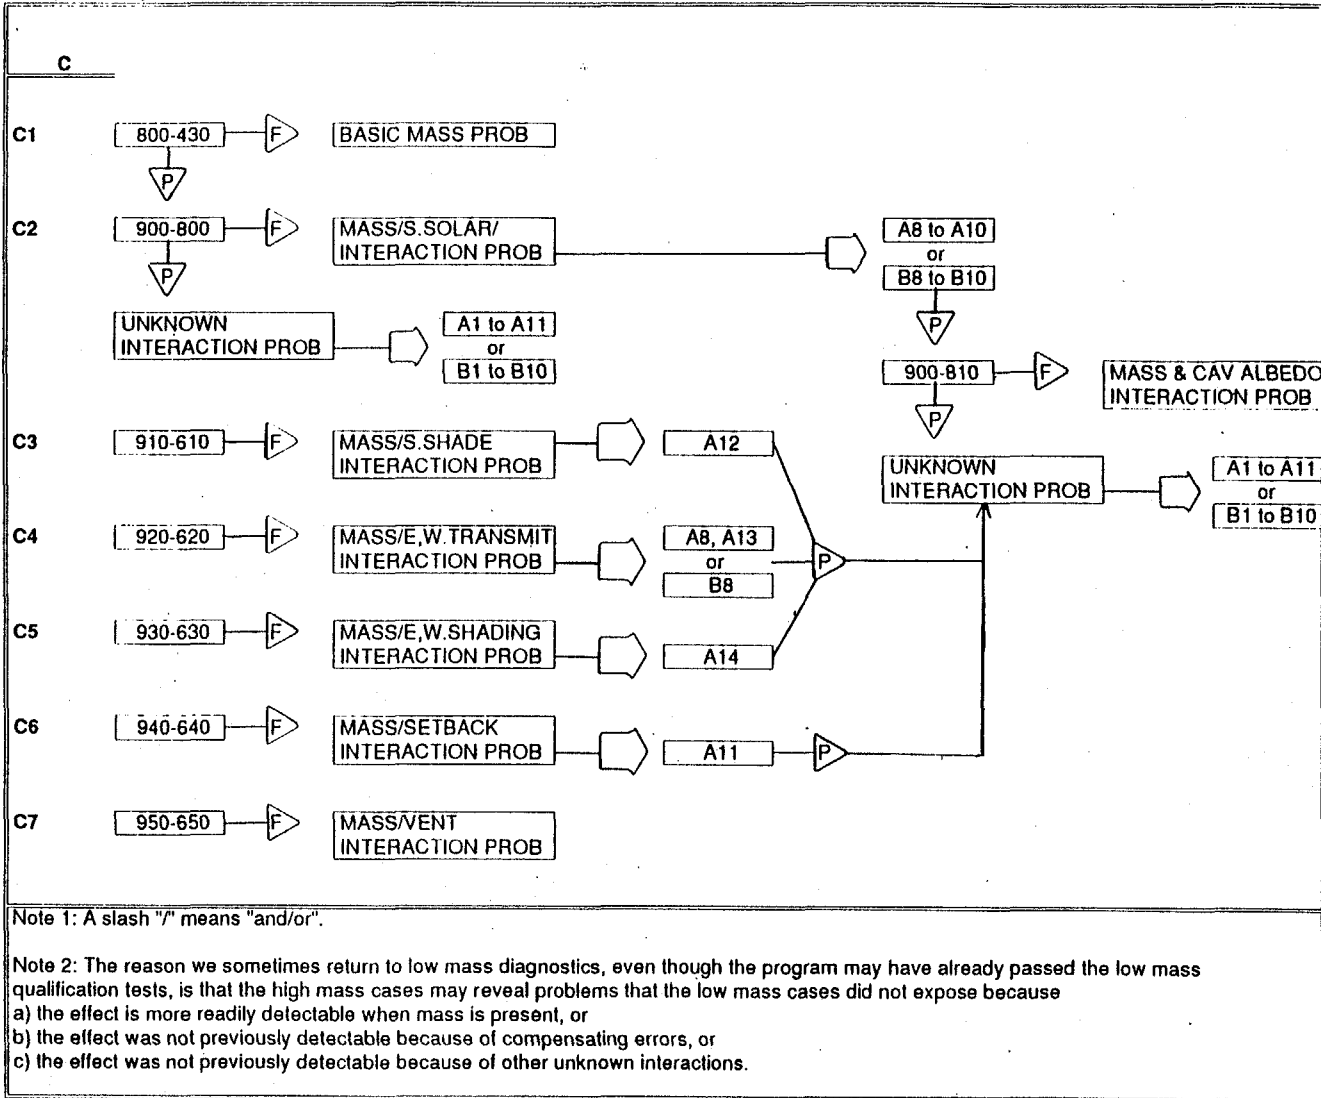 C
C1 800-430 F BASIC MASS PROB
P
C2 900-800 F MASS/S.SOLAR/
INTERACTION PROB
A8 to A10
or
B8 to B10
P
P
UNKNOWN
INTERACTION PROB
A1 to A11
or
B1 to B10
900-810 F MASS & CAV ALBEDO
INTERACTION PROB
P
UNKNOWN
INTERACTION PROB
A1 to A11
or
B1 to B10
C3 910-610 F MASS/S.SHADE
INTERACTION PROB
A12
C4 920-620 F MASS/E,W.TRANSMIT
INTERACTION PROB
A8, A13
or
B8
P
C5 930-630 F MASS/E,W.SHADING
INTERACTION PROB
A14
C6 940-640 F MASS/SETBACK
INTERACTION PROB
A11
P
C7 950-650 F MASS/VENT
INTERACTION PROB
Note 1: A slash "/" means "and/or".
Note 2: The reason we sometimes return to low mass diagnostics, even though the program may have already passed the low mass
qualification tests, is that the high mass cases may reveal problems that the low mass cases did not expose because
a) the effect is more readily detectable when mass is present, or
b) the effect was not previously detectable because of compensating errors, or
c) the effect was not previously detectable because of other unknown interactions.